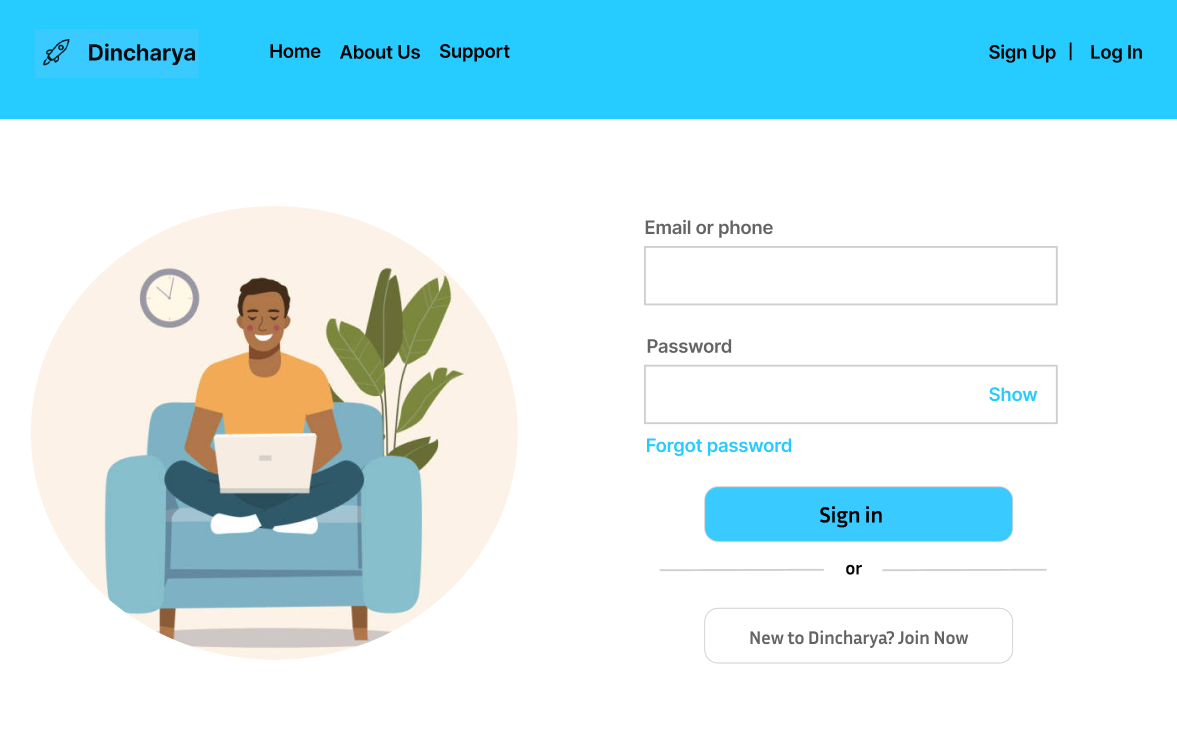 Dincharya Home About Us Support Sign Up | Log In
Email or phone
Password
Show
Forgot password
Sign in
or
New to Dincharya? Join Now